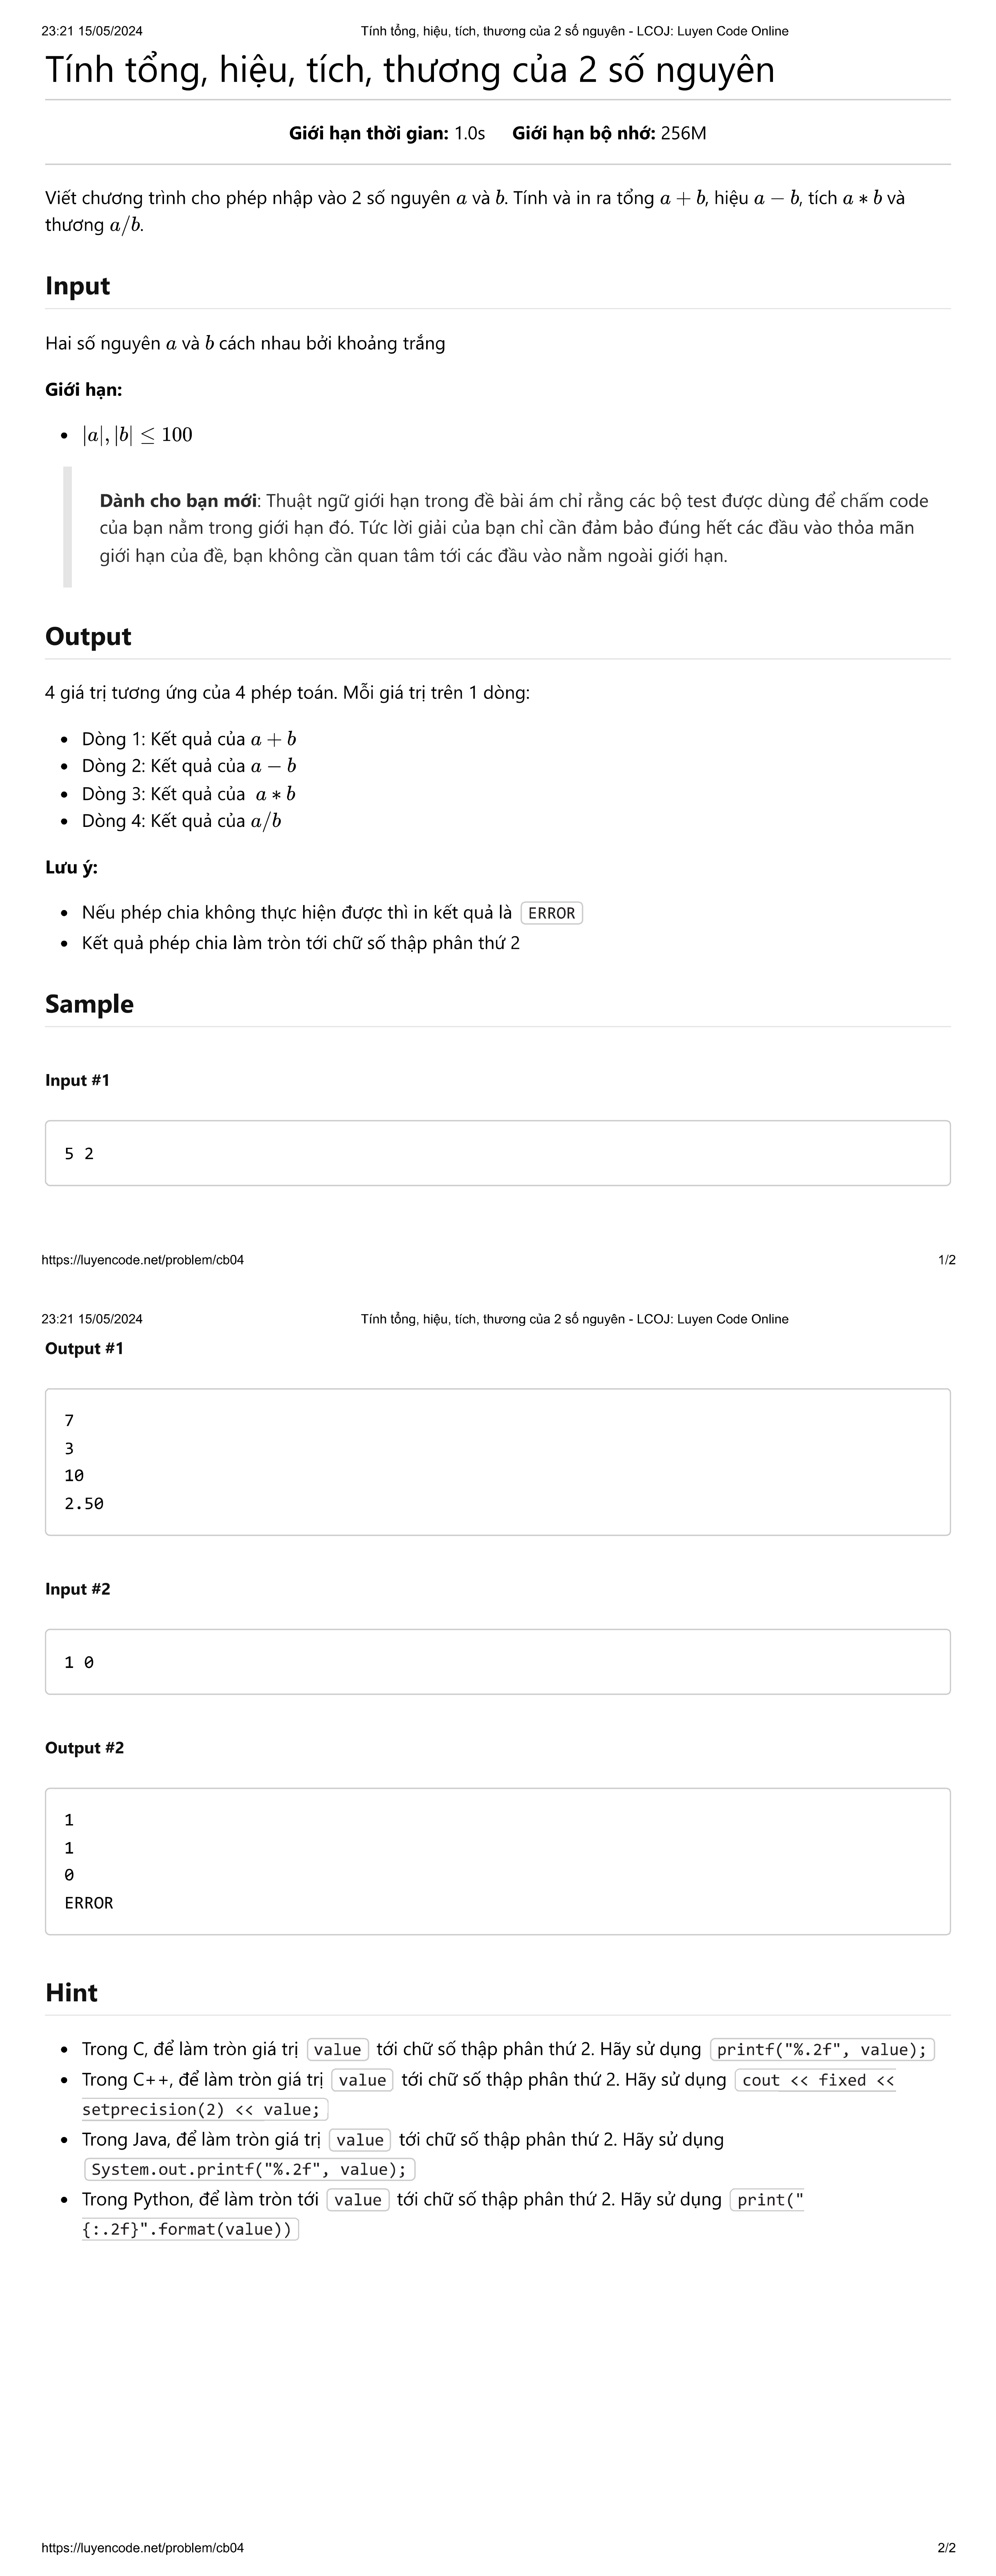 23:21 15/05/2024 Tính tổng, hiệu, tích, thương của 2 số nguyên - LCOJ: Luyen Code Online
Tính tổng, hiệu, tích, thương của 2 số nguyên
Giới hạn thời gian: 1.0s Giới hạn bộ nhớ: 256M
Viết chương trình cho phép nhập vào 2 số nguyên a và b. Tính và in ra tổng a + b, hiệu a − b, tích a ∗ b và
thương a/b.
Input
Hai số nguyên a và b cách nhau bởi khoảng trắng
Giới hạn:
• |a|, |b| ≤ 100
Dành cho bạn mới: Thuật ngữ giới hạn trong đề bài ám chỉ rằng các bộ test được dùng để chấm code
của bạn nằm trong giới hạn đó. Tức lời giải của bạn chỉ cần đảm bảo đúng hết các đầu vào thỏa mãn
giới hạn của đề, bạn không cần quan tâm tới các đầu vào nằm ngoài giới hạn.
Output
4 giá trị tương ứng của 4 phép toán. Mỗi giá trị trên 1 dòng:
• Dòng 1: Kết quả của a + b
• Dòng 2: Kết quả của a − b
• Dòng 3: Kết quả của a ∗ b
• Dòng 4: Kết quả của a/b
Lưu ý:
• Nếu phép chia không thực hiện được thì in kết quả là ERROR
• Kết quả phép chia làm tròn tới chữ số thập phân thứ 2
Sample
Input #1
5 2
https://luyencode.net/problem/cb04 1/2
23:21 15/05/2024 Tính tổng, hiệu, tích, thương của 2 số nguyên - LCOJ: Luyen Code Online
Output #1
7
3
10
2.50
Input #2
1 0
Output #2
1
1
0
ERROR
Hint
• Trong C, để làm tròn giá trị value tới chữ số thập phân thứ 2. Hãy sử dụng printf("%.2f", value);
• Trong C++, để làm tròn giá trị value tới chữ số thập phân thứ 2. Hãy sử dụng cout << fixed <<
setprecision(2) << value;
• Trong Java, để làm tròn giá trị value tới chữ số thập phân thứ 2. Hãy sử dụng
System.out.printf("%.2f", value);
• Trong Python, để làm tròn tới value tới chữ số thập phân thứ 2. Hãy sử dụng print("
{:.2f}".format(value))
https://luyencode.net/problem/cb04 2/2